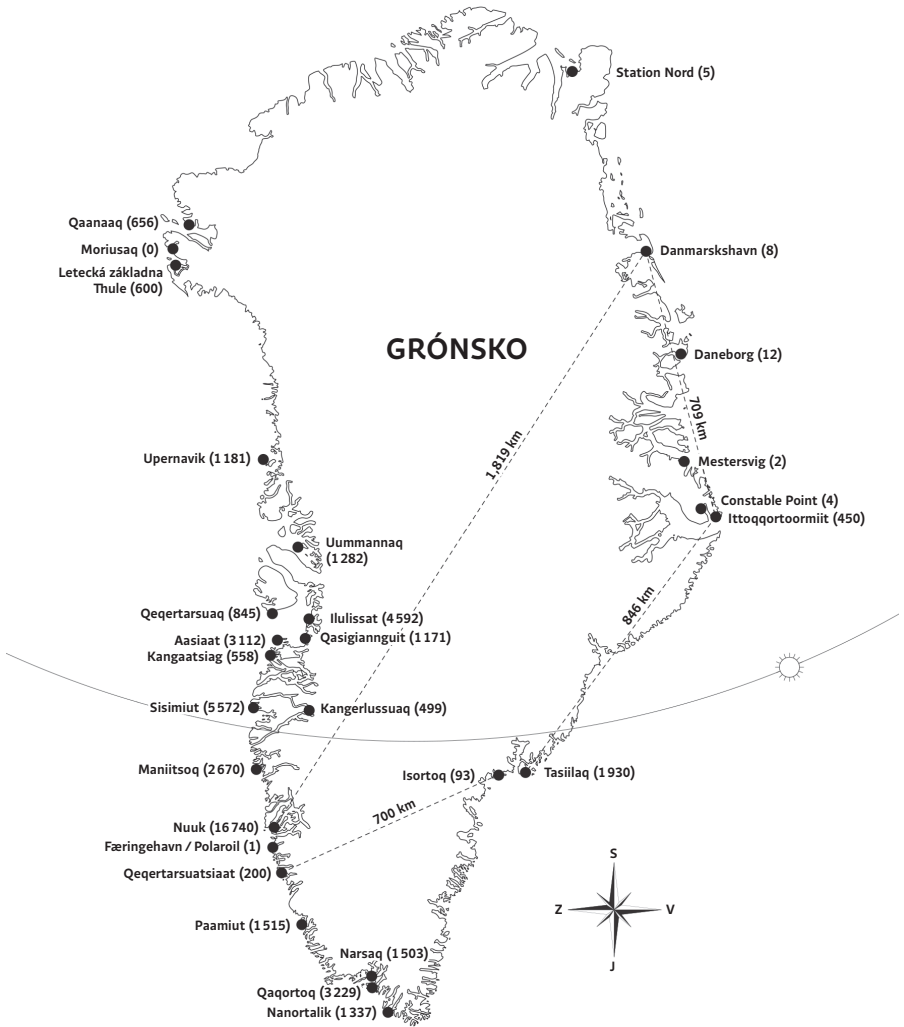 Station Nord (5)
Qaanaaq (656)
Moriusaq (0)
Danmarkshavn (8)
Letecká základna
Thule (600)
GRÓNSKO
Daneborg (12)
709 km
1,819 km
Upernavik (1 181)
Mestersvig (2)
Constable Point (4)
Ittoqqortoormiit (450)
Uummannaq
(1 282)
846 km
Qeqertarsuaq (845)
Ilulissat (4 592)
Aasiaat (3 112)
Qasigiannguit (1 171)
Kangaatsiag (558)
Sisimiut (5 572)
Kangerlussuaq (499)
Maniitsoq (2 670)
Isortoq (93)
Tasiilaq (1 930)
700 km
Nuuk (16 740)
Færingehavn / Polaroil (1)
Qeqertarsuatsiaat (200)
S
Z
V
J
Paamiut (1 515)
Narsaq (1 503)
Qaqortoq (3 229)
Nanortalik (1 337)